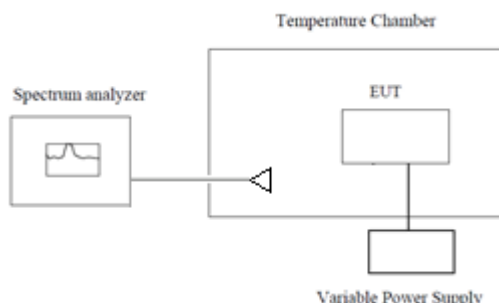 Temperature Chamber
Spectrum analyzer
EUT
Variable Power Supply